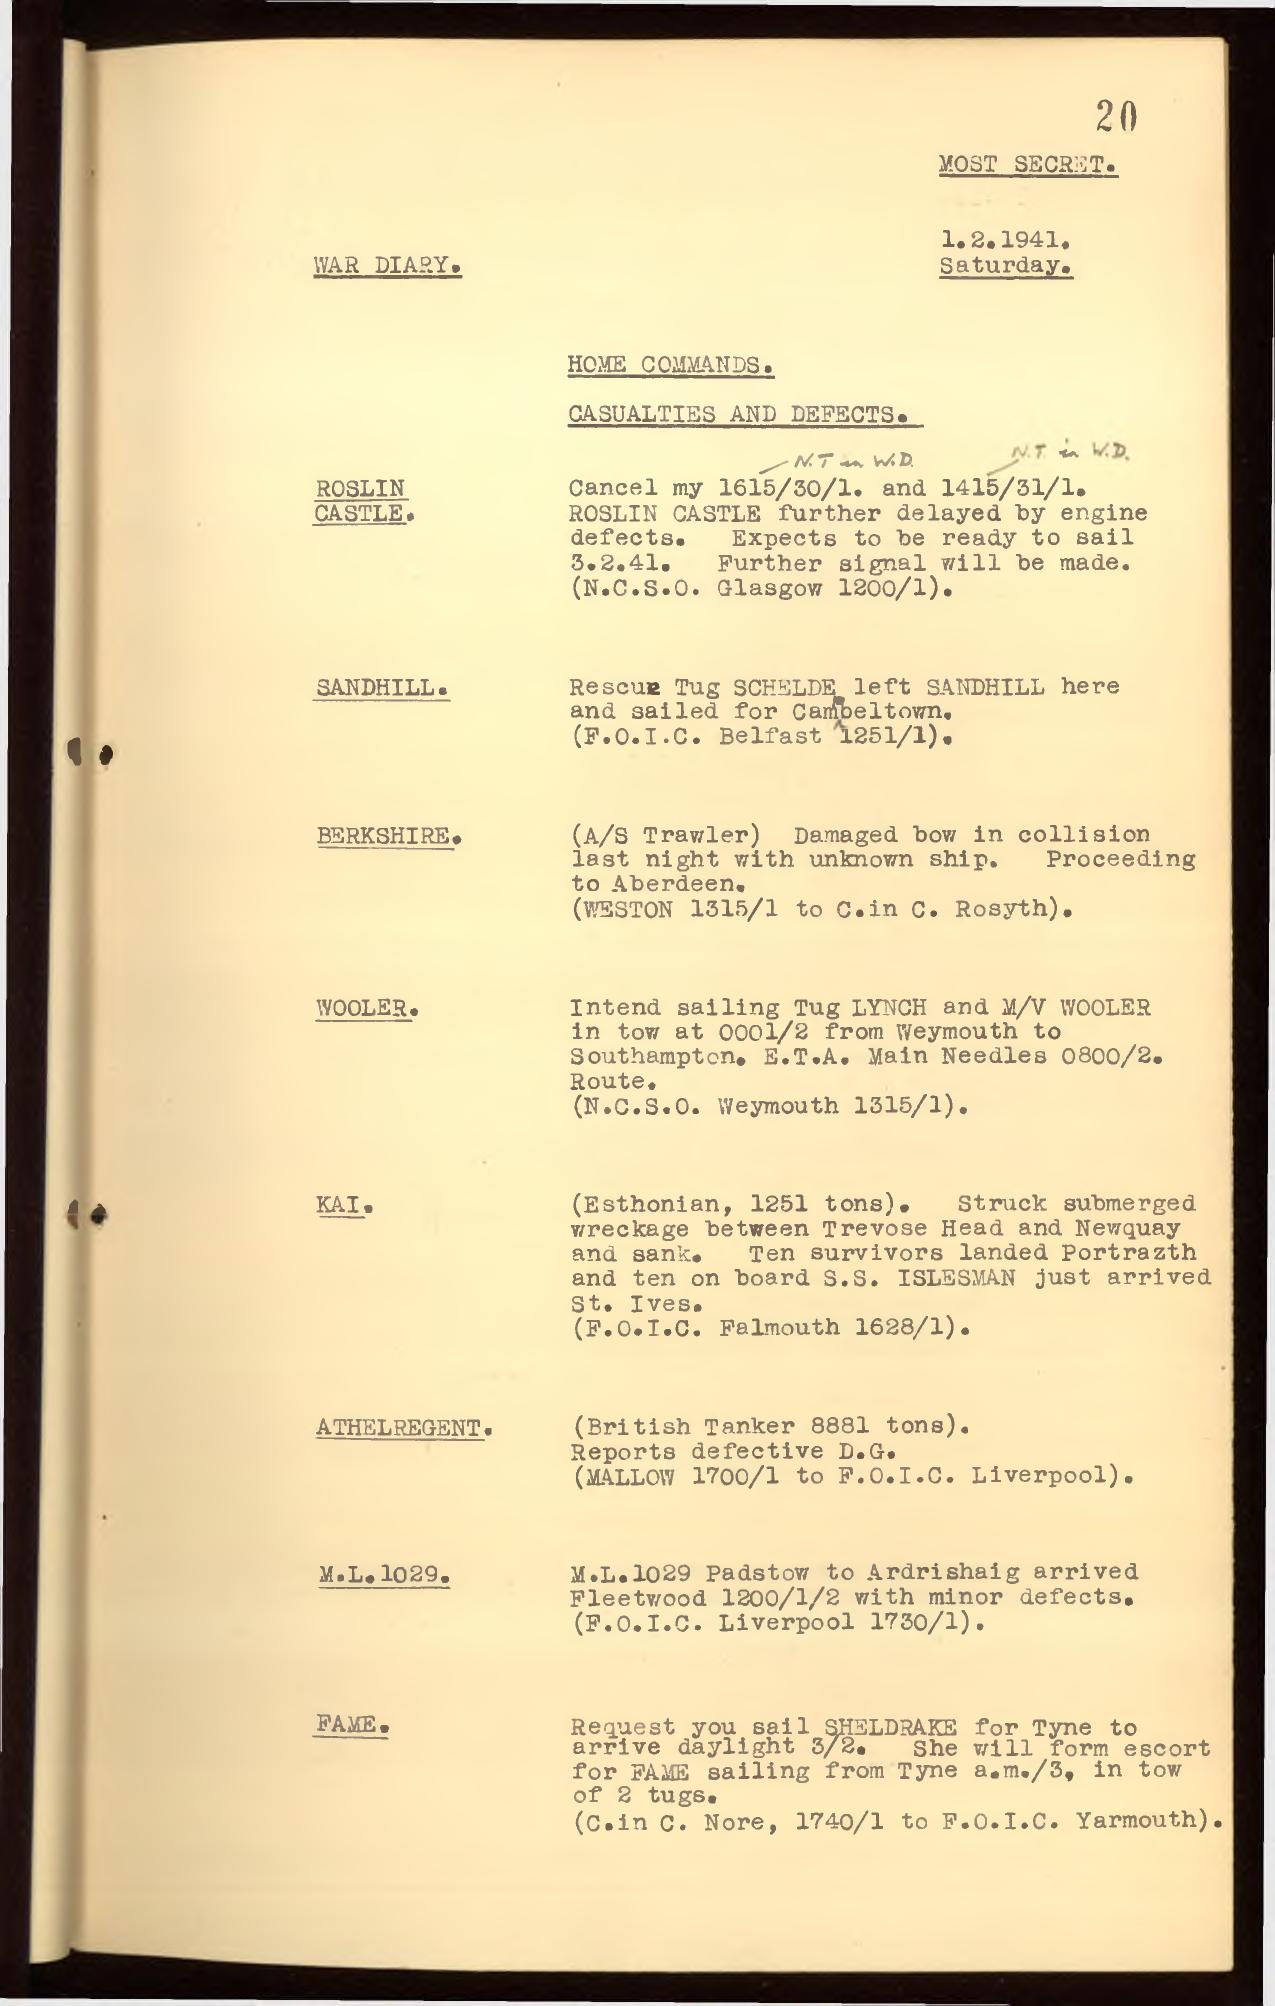 20
MOST SECRET.
1.2.1941.
WAR DIARY. Saturday.
HOME COMMANDS.
CASUALTIES AND DEFECTS.
N.T in W.D. N.T. in W.D.
ROSLIN Cancel my 1615/30/1. and 1415/31/1.
CASTLE. ROSLIN CASTLE further delayed by engine
defects. Expects to be ready to sail
3.2.41. Further signal will be made.
(N.C.S.O. Glasgow 1200/1).
SANDHILL. Rescue Tug SCHELDE left SANDHILL here
and sailed for Campbeltown.
(F.O.I.C. Belfast 1251/1).
BERKSHIRE. (A/S Trawler) Damaged bow in collision
last night with unknown ship. Proceeding
to Aberdeen.
(WESTON 1315/1 to C.in C. Rosyth).
WOOLER. Intend sailing Tug LYNCH and M/V WOOLER
in tow at 0001/2 from Weymouth to
Southampton. E.T.A. Main Needles 0800/2.
Route.
(N.C.S.O. Weymouth 1315/1).
KAI. (Esthonian, 1251 tons). Struck submerged
wreckage between Trevose Head and Newquay
and sank. Ten survivors landed Portrazth
and ten on board S.S. ISLESMAN just arrived
St. Ives.
(F.O.I.C. Falmouth 1628/1).
ATHELREGENT. (British Tanker 8881 tons).
Reports defective D.G.
(MALLOW 1700/1 to F.O.I.C. Liverpool).
M.L.1029. M.L.1029 Padstow to Ardrishaig arrived
Fleetwood 1200/1/2 with minor defects.
(F.O.I.C. Liverpool 1730/1).
FAME. Request you sail SHELDRAKE for Tyne to
arrive daylight 3/2. She will form escort
for FAME sailing from Tyne a.m./3, in tow
of 2 tugs.
(C.in C. Nore, 1740/1 to F.O.I.C. Yarmouth).